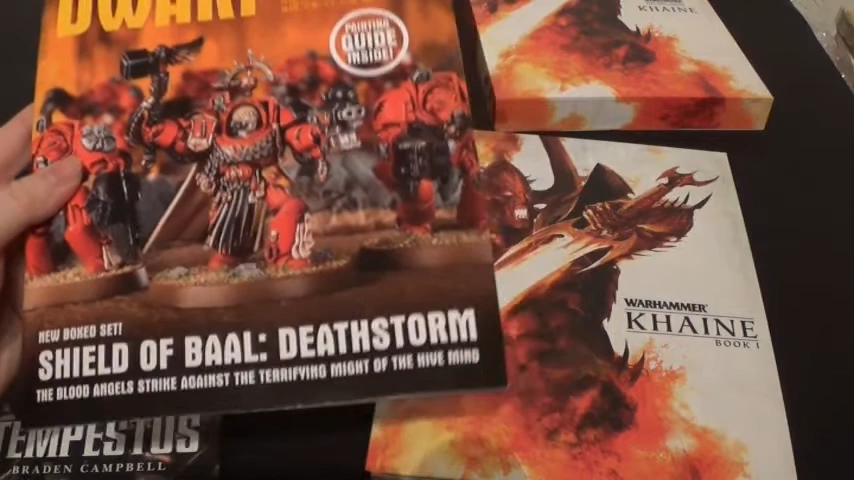 DWARF
PAINTING
GUIDE
INSIDE!
NEW BOXED SET!
SHIELD OF BAAL: DEATHSTORM
THE BLOOD ANGELS STRIKE AGAINST THE TERRIFYING MIGHT OF THE HIVE MIND
KHAINE
WARHAMMER
KHAINE
BOOK I
TEMPESTUS
BRADEN CAMPBELL